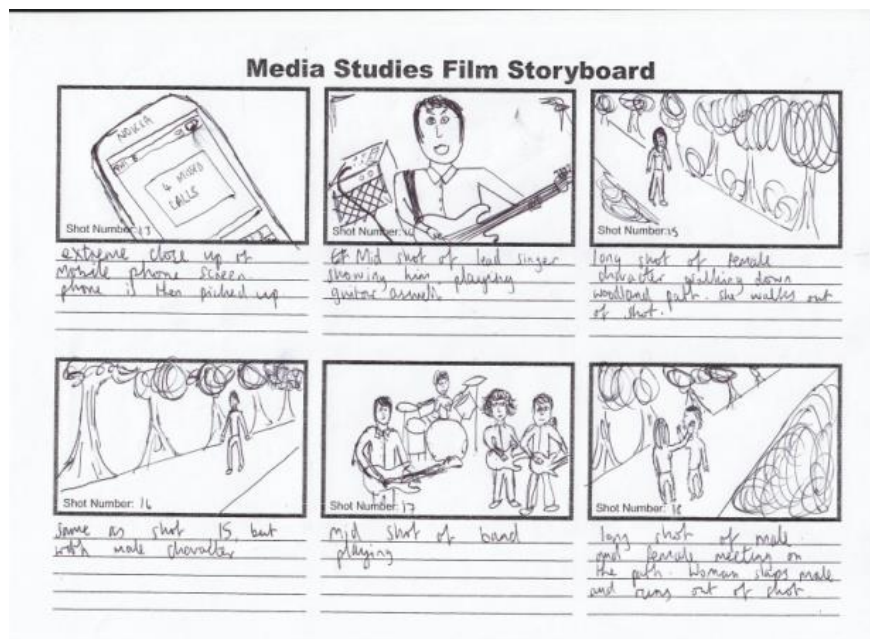 Media Studies Film Storyboard
NOKIA
4 MISSED
CALLS
Shot Number: 13
extreme close up of
mobile phone screen
phone is then picked up
Shot Number:
Mid shot of lead singer
showing him playing
guitar as well.
Shot Number: 15
long shot of female
character walking down
woodland path. she walks out
of shot.
Shot Number: 16
same as shot 15, but
with male character
Shot Number: 17
mid shot of band
playing
Shot Number: 18
long shot of male
and female meeting on
the path. Woman slaps male
and runs out of shot.